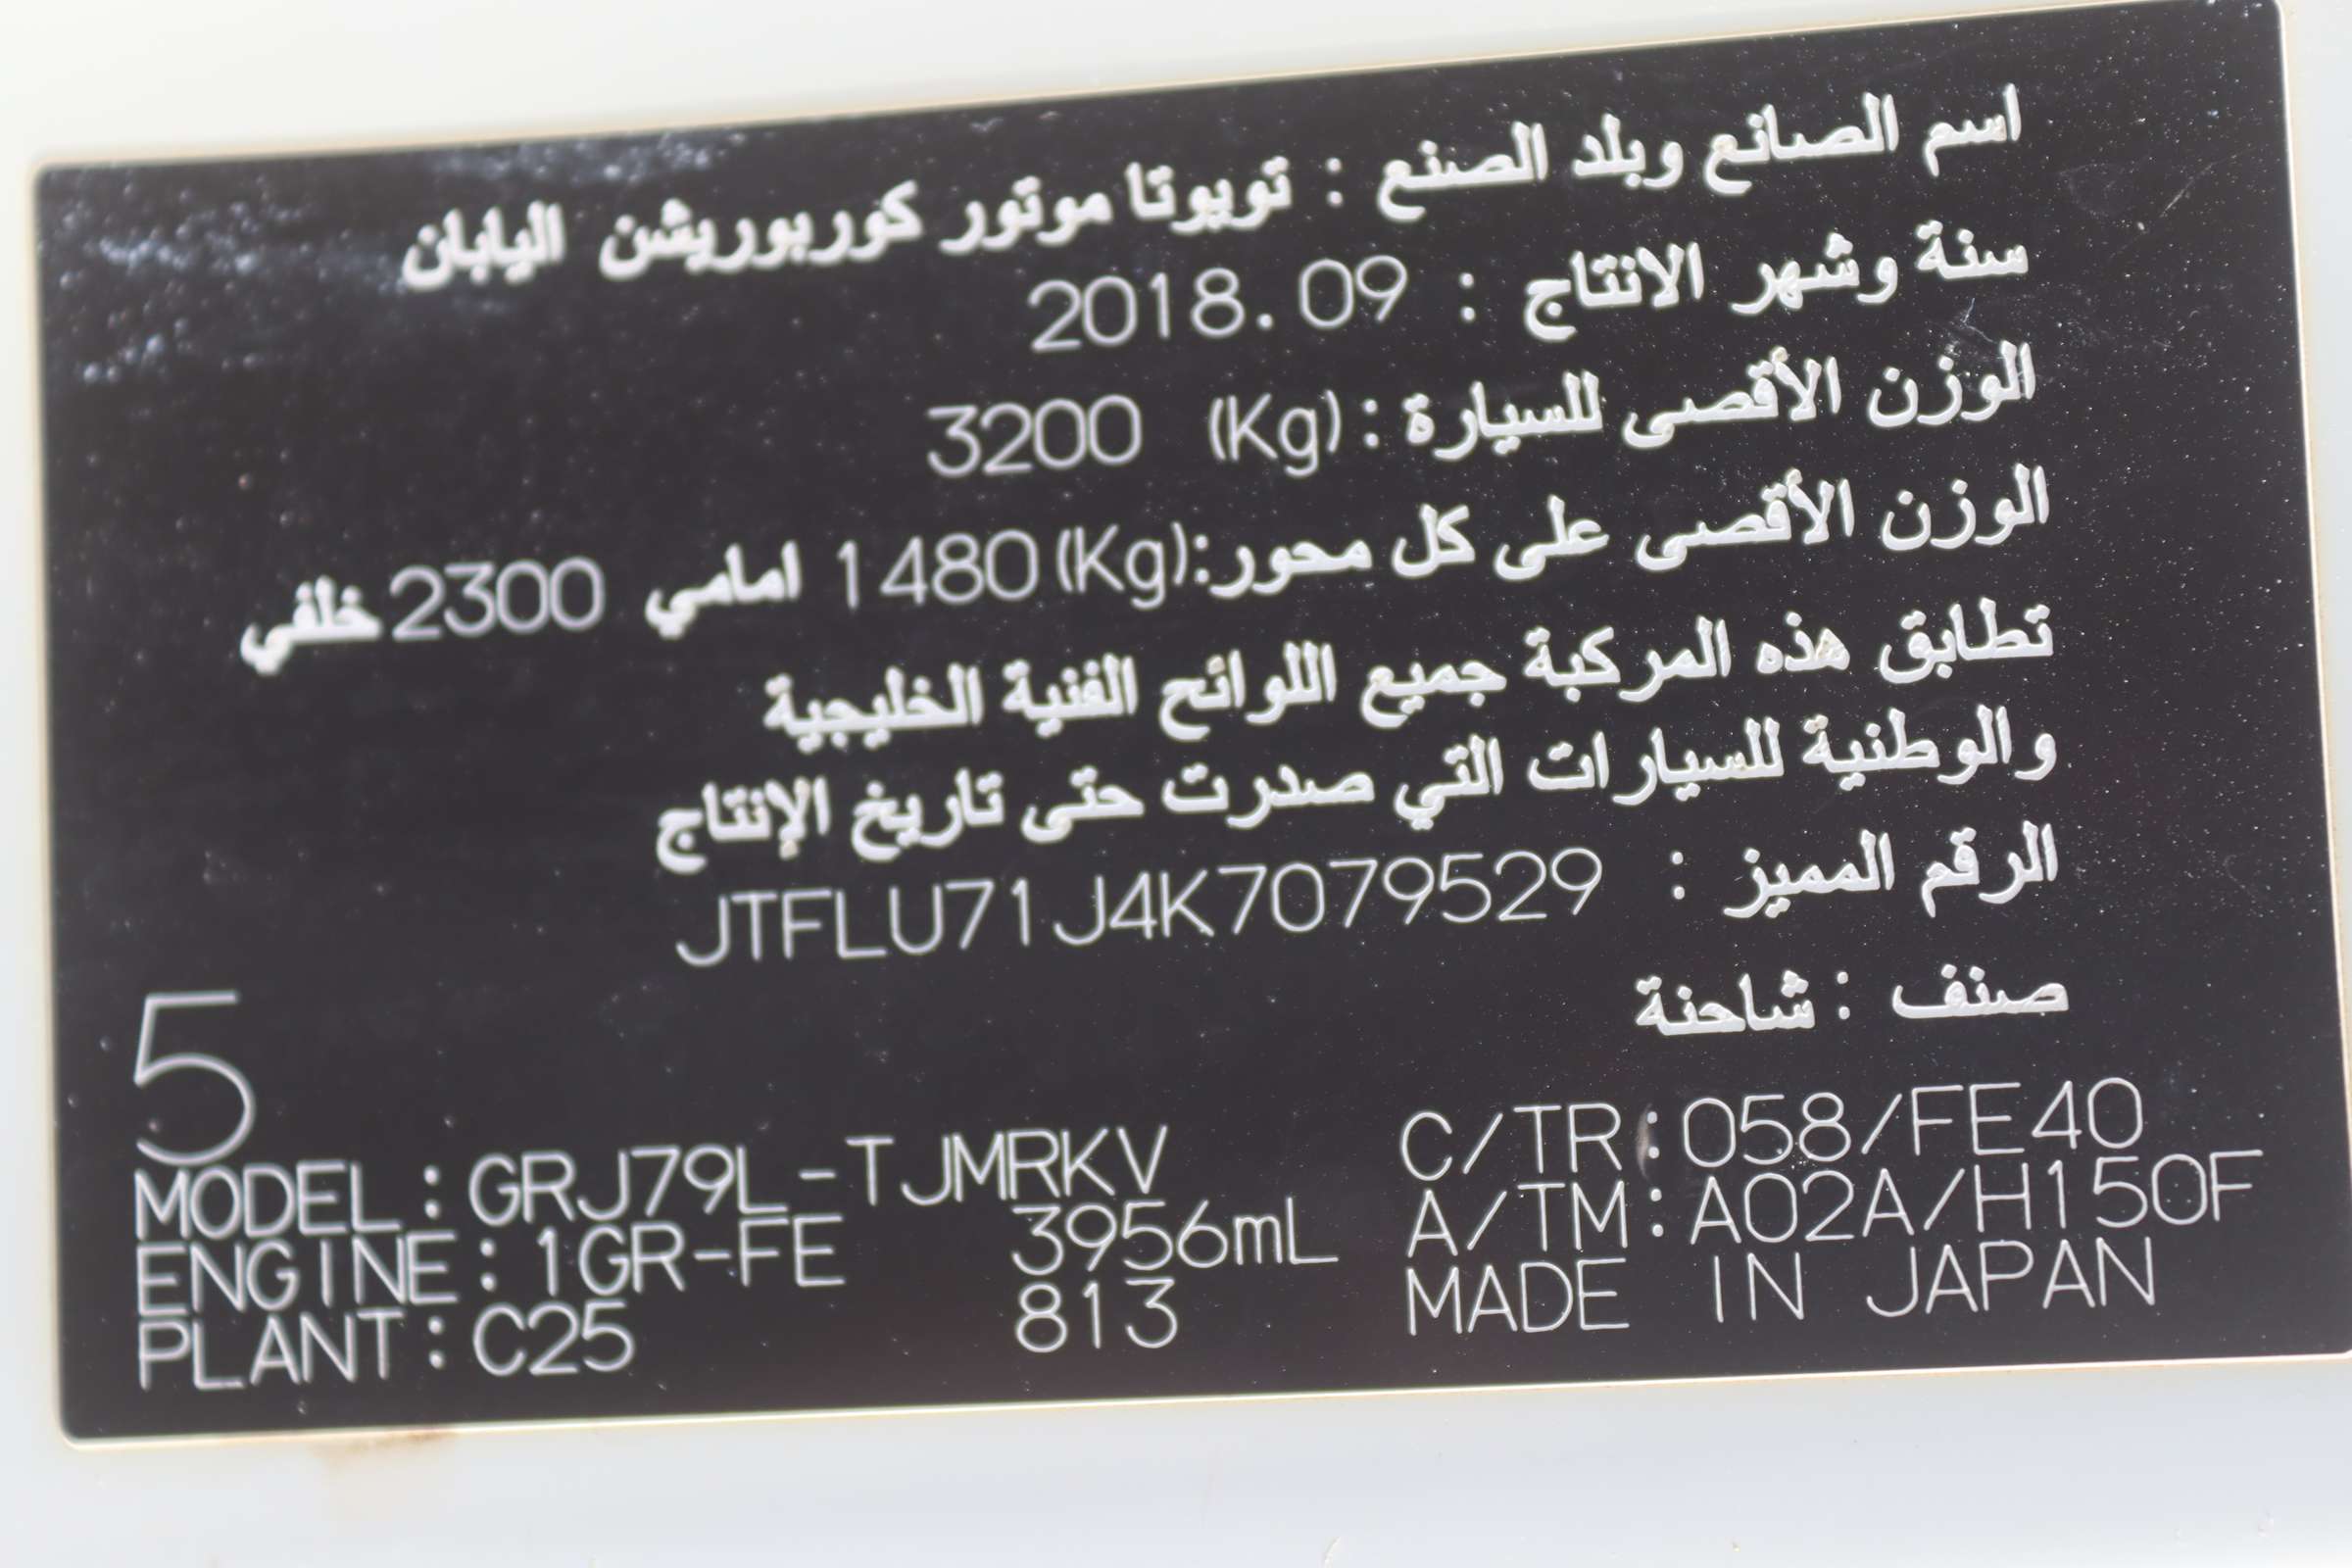 اسم الصانع وبلد الصنع : تويوتا موتور كوربوريشن اليابان
سنة وشهر الانتاج : 2018.09
الوزن الأقصى للسيارة : (Kg) 3200
الوزن الأقصى على كل محور:(Kg) 1480 امامي 2300 خلفي
تطابق هذه المركبة جميع اللوائح الفنية الخليجية
والوطنية للسيارات التي صدرت حتى تاريخ الإنتاج
الرقم المميز : JTFLU71J4K7079529
صنف : شاحنة
5
MODEL:GRJ79L-TJMRKV C/TR:058/FE40
ENGINE:1GR-FE 3956mL A/TM:A02A/H150F
PLANT:C25 813 MADE IN JAPAN